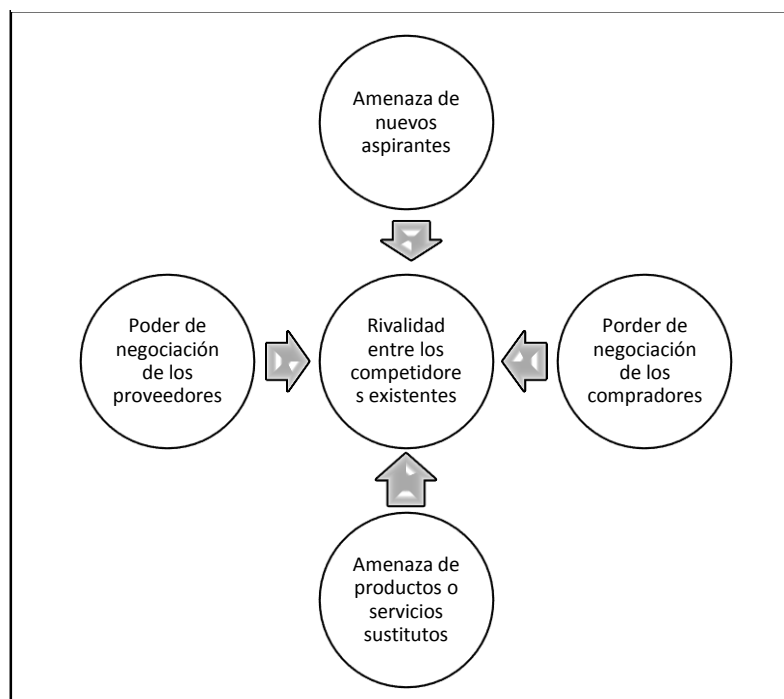 Amenaza de
nuevos
aspirantes
Poder de
negociación
de los
proveedores
Rivalidad
entre los
competidore
s existentes
Porder de
negociación
de los
compradores
Amenaza de
productos o
servicios
sustitutos